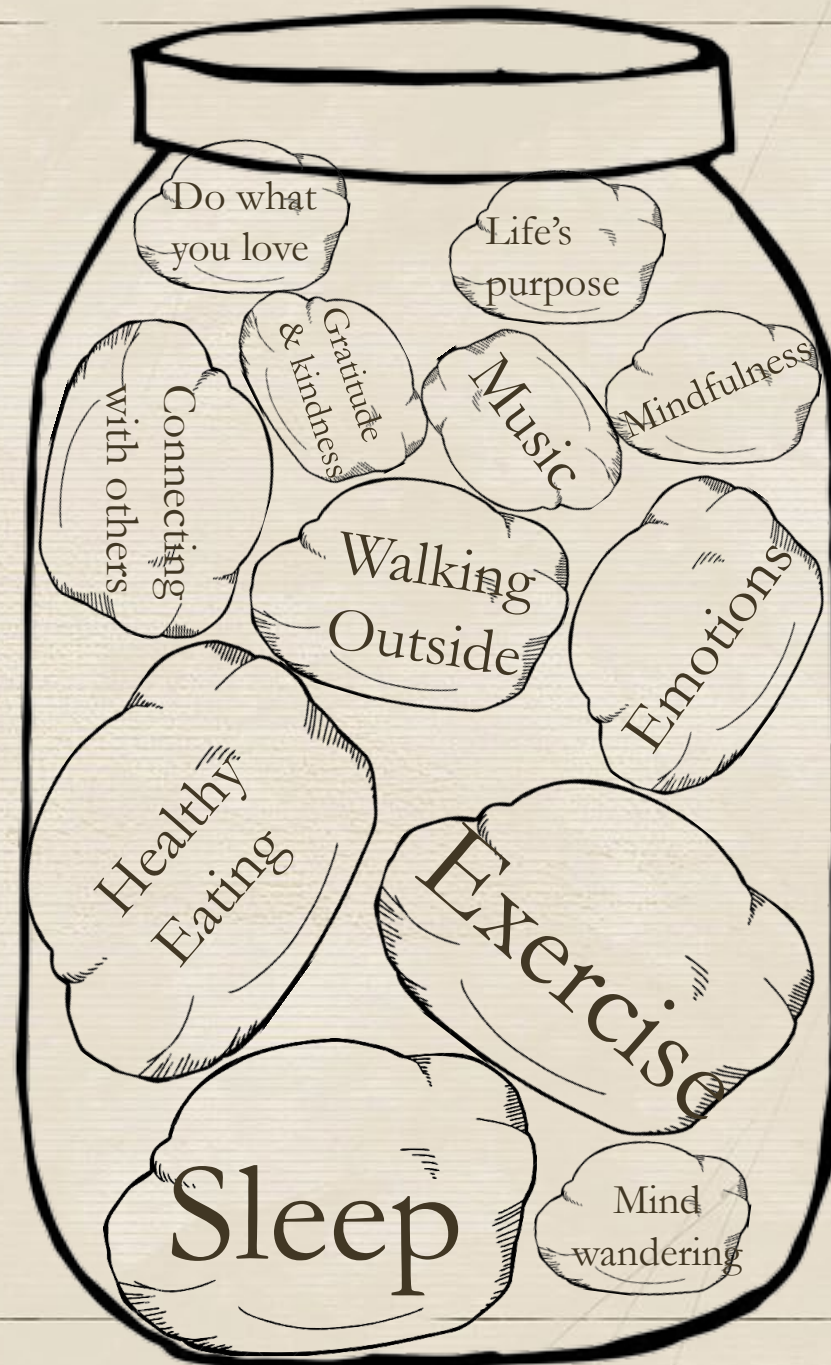 Do what
you love
Life's
purpose
Gratitude
& kindness
Music
Mindfulness
Connecting
with others
Walking
Outside
Emotions
Healthy
Eating
Exercise
Sleep
Mind
wandering